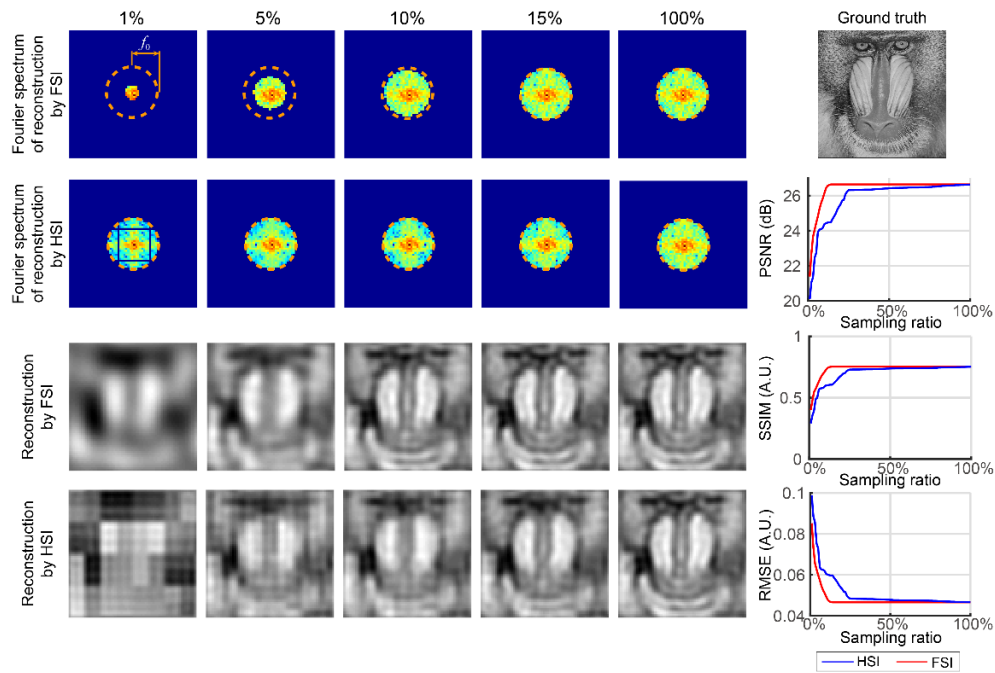 1%
5%
10%
15%
100%
Ground truth
Fourier spectrum
of reconstruction
by FSI
f0
Fourier spectrum
of reconstruction
by HSI
PSNR (dB)
26
24
22
20
0%
50%
100%
Sampling ratio
Reconstruction
by FSI
SSIM (A.U.)
1
0.5
0
0%
50%
100%
Sampling ratio
Reconstruction
by HSI
RMSE (A.U.)
0.1
0.08
0.06
0.04
0%
50%
100%
Sampling ratio
HSI
FSI